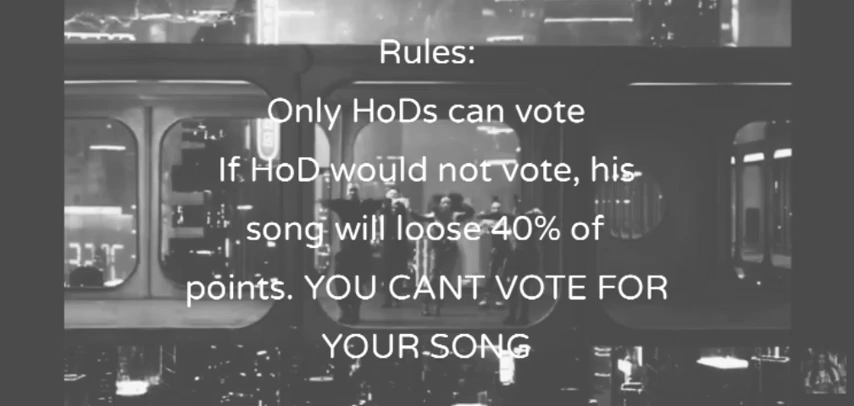 Rules:
Only HoDs can vote
If HoD would not vote, his
song will loose 40% of
points. YOU CANT VOTE FOR
YOUR SONG